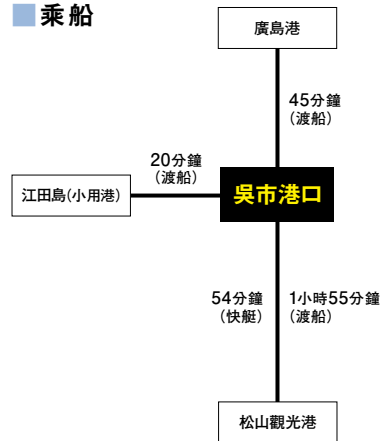 乗船
廣島港
45分鐘
(渡船)
20分鐘
(渡船)
江田島(小用港)
吳市港口
54分鐘
(快艇)
1小時55分鐘
(渡船)
松山觀光港